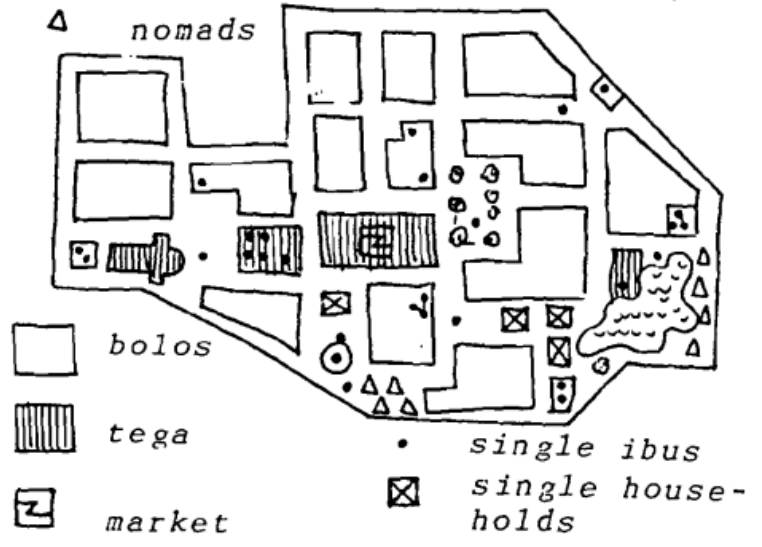 nomads
bolos
tega
market
single ibus
single house-
holds